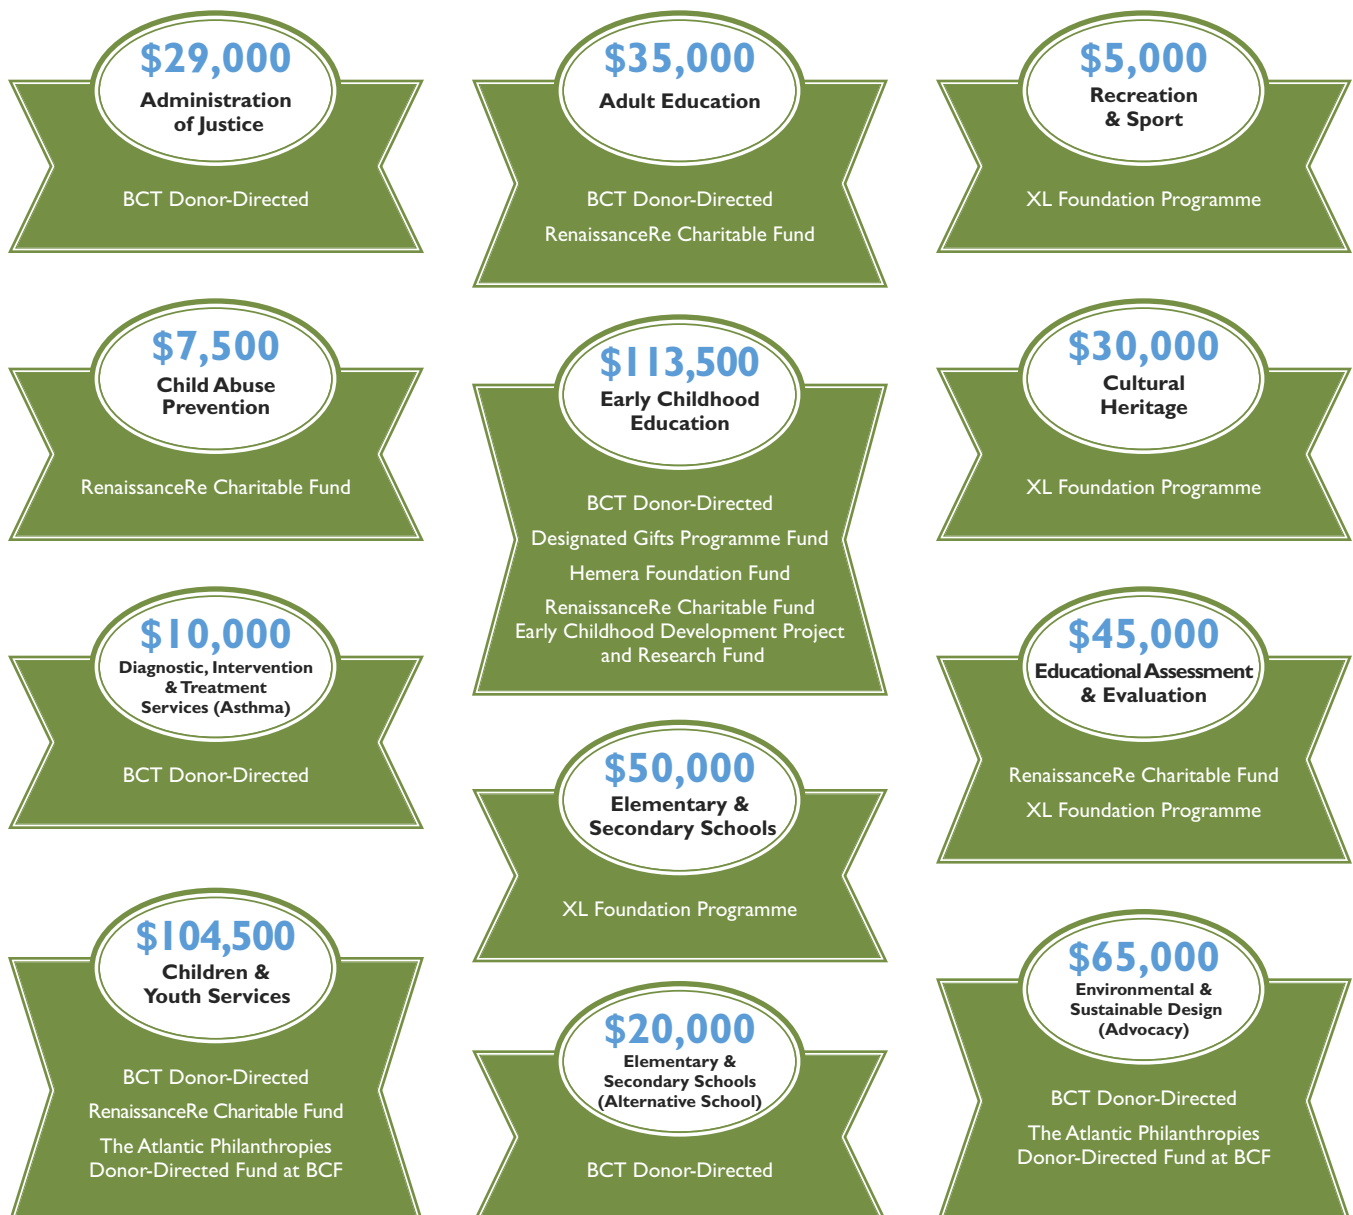 $29,000
Administration
of Justice
BCT Donor-Directed
$7,500
Child Abuse
Prevention
RenaissanceRe Charitable Fund
$10,000
Diagnostic, Intervention
& Treatment
Services (Asthma)
BCT Donor-Directed
$104,500
Children &
Youth Services
BCT Donor-Directed
RenaissanceRe Charitable Fund
The Atlantic Philanthropies
Donor-Directed Fund at BCF
$35,000
Adult Education
BCT Donor-Directed
RenaissanceRe Charitable Fund
$113,500
Early Childhood
Education
BCT Donor-Directed
Designated Gifts Programme Fund
Hemera Foundation Fund
RenaissanceRe Charitable Fund
Early Childhood Development Project
and Research Fund
$50,000
Elementary &
Secondary Schools
XL Foundation Programme
$20,000
Elementary &
Secondary Schools
(Alternative School)
BCT Donor-Directed
$5,000
Recreation
& Sport
XL Foundation Programme
$30,000
Cultural
Heritage
XL Foundation Programme
$45,000
Educational Assessment
& Evaluation
RenaissanceRe Charitable Fund
XL Foundation Programme
$65,000
Environmental &
Sustainable Design
(Advocacy)
BCT Donor-Directed
The Atlantic Philanthropies
Donor-Directed Fund at BCF